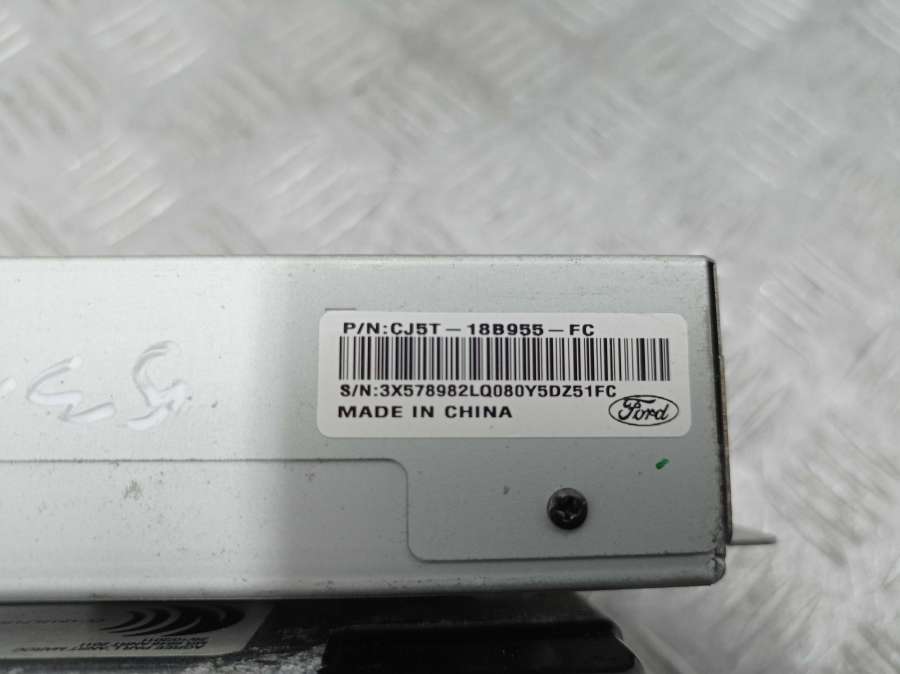 P/N:CJ5T-18B955-FC
S/N:3X578982LQ080Y5DZ51FC
MADE IN CHINA
Ford